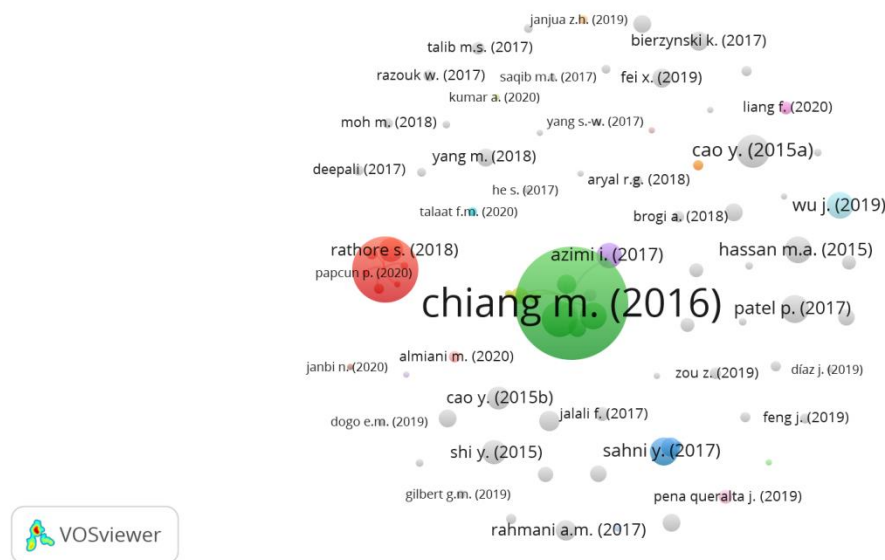 janjua z.h. (2019)
talib m.s. (2017)
bierzynski k. (2017)
razouk w. (2017)
saqib m.t. (2017)
fei x. (2019)
kumar a. (2020)
liang f. (2020)
moh m. (2018)
yang s.-w. (2017)
cao y. (2015a)
deepali (2017)
yang m. (2018)
aryal r.g. (2018)
he s. (2017)
talaat f.m. (2020)
brogi a. (2018)
wu j. (2019)
rathore s. (2018)
azimi i. (2017)
hassan m.a. (2015)
papcun p. (2020)
chiang m. (2016)
patel p. (2017)
almiani m. (2020)
janbi n. (2020)
zou z. (2019)
díaz j. (2019)
cao y. (2015b)
dogo e.m. (2019)
jalali f. (2017)
feng j. (2019)
shi y. (2015)
sahni y. (2017)
gilbert g.m. (2019)
pena queralta j. (2019)
rahmani a.m. (2017)
VOSviewer